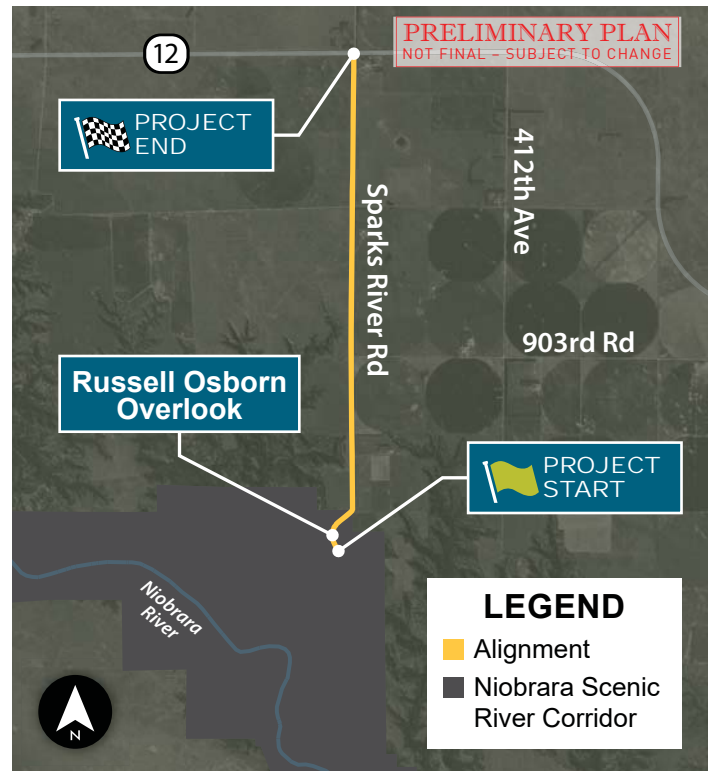 PRELIMINARY PLAN
NOT FINAL – SUBJECT TO CHANGE
12
PROJECT
END
412th Ave
Sparks River Rd
903rd Rd
Russell Osborn
Overlook
PROJECT
START
Niobrara
River
LEGEND
Alignment
Niobrara Scenic
River Corridor
N